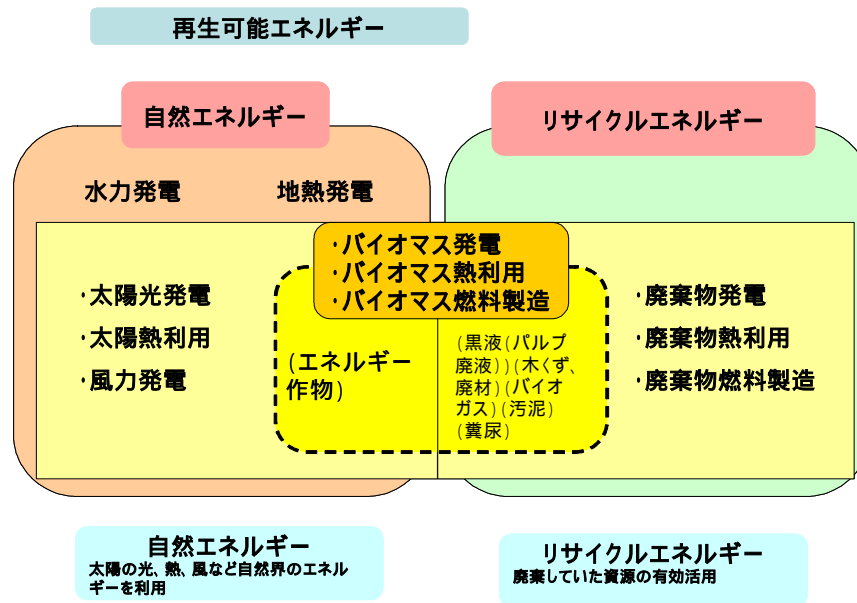 再生可能エネルギー
自然エネルギー
リサイクルエネルギー
水力発電 地熱発電
・バイオマス発電
・バイオマス熱利用
・バイオマス燃料製造
・太陽光発電
・太陽熱利用
・風力発電
(エネルギー
作物)
(黒液(パルプ
廃液))(木くず、
廃材)(バイオ
ガス)(汚泥)
(糞尿)
・廃棄物発電
・廃棄物熱利用
・廃棄物燃料製造
自然エネルギー
太陽の光、熱、風など自然界のエネル
ギーを利用
リサイクルエネルギー
廃棄していた資源の有効活用